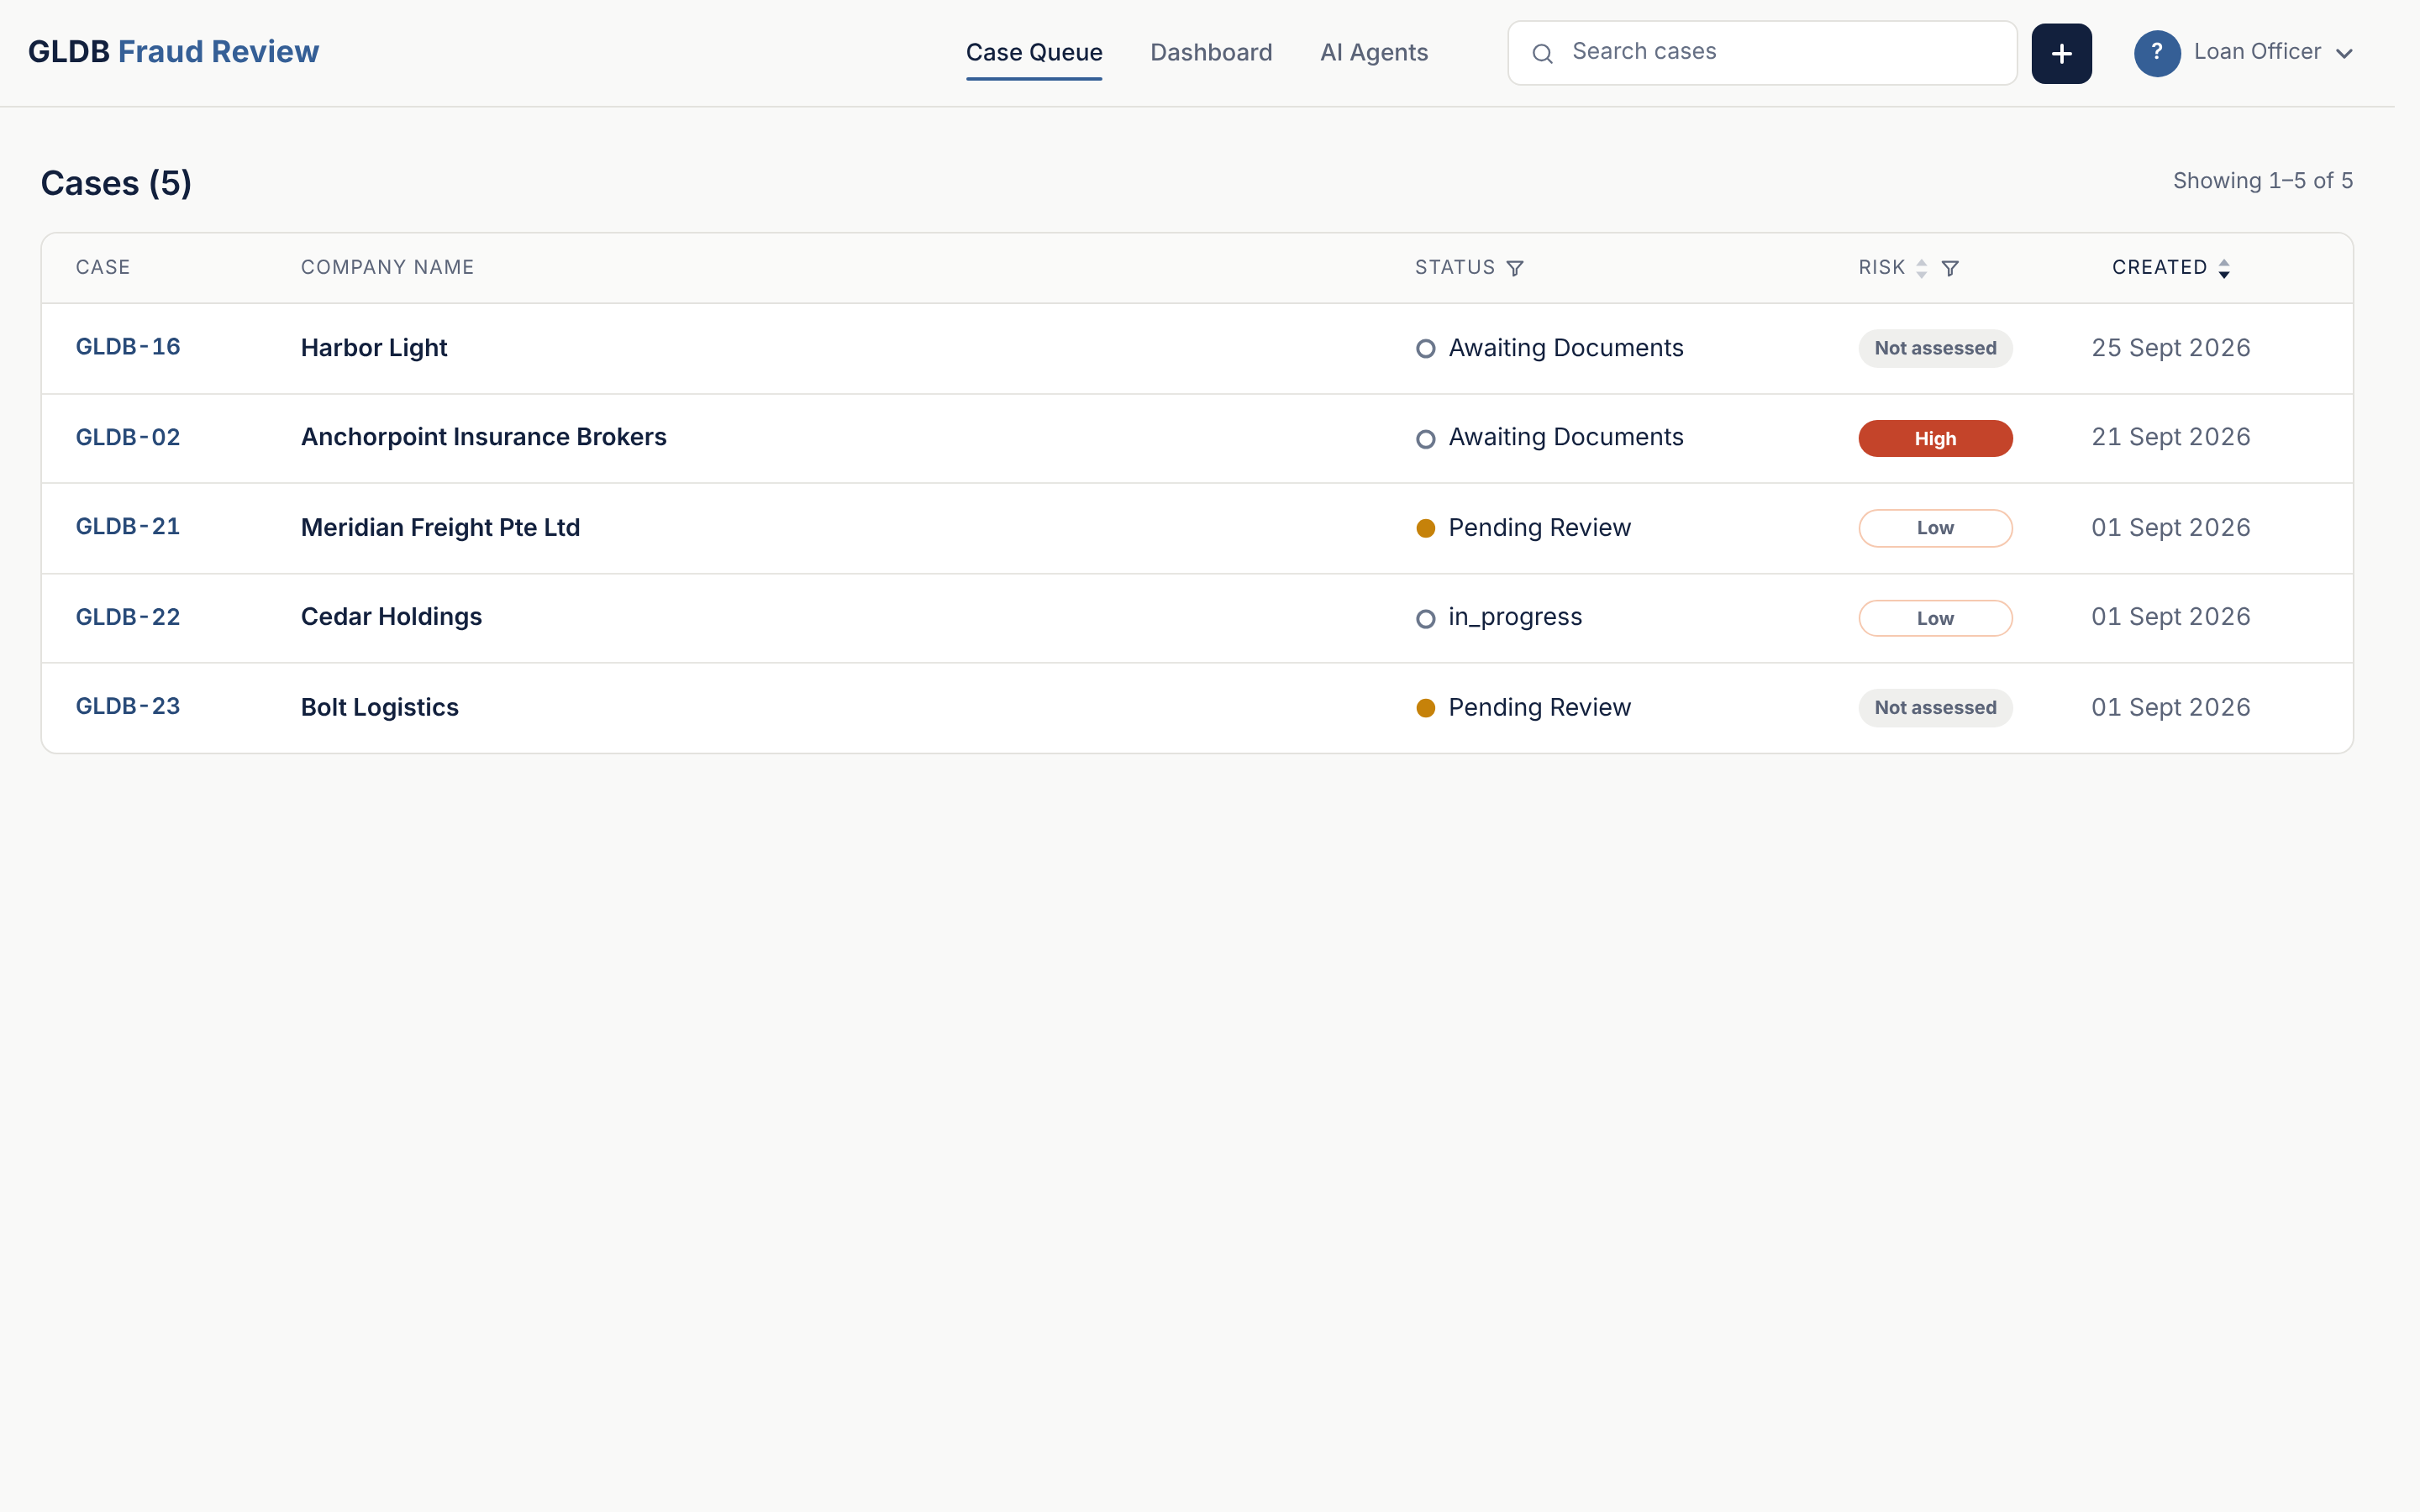 GLDB Fraud Review Case Queue Dashboard AI Agents Search cases + ? Loan Officer
Cases (5) Showing 1–5 of 5
CASE COMPANY NAME STATUS RISK CREATED
GLDB-16 Harbor Light Awaiting Documents Not assessed 25 Sept 2026
GLDB-02 Anchorpoint Insurance Brokers Awaiting Documents High 21 Sept 2026
GLDB-21 Meridian Freight Pte Ltd Pending Review Low 01 Sept 2026
GLDB-22 Cedar Holdings in_progress Low 01 Sept 2026
GLDB-23 Bolt Logistics Pending Review Not assessed 01 Sept 2026